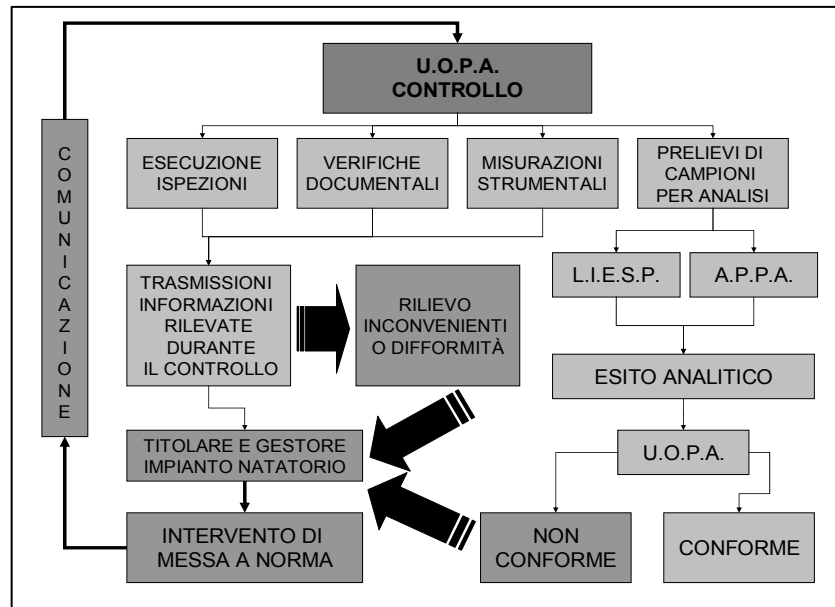 U.O.P.A.
CONTROLLO
COMUNICAZIONE
ESECUZIONE
ISPEZIONI
VERIFICHE
DOCUMENTALI
MISURAZIONI
STRUMENTALI
PRELIEVI DI
CAMPIONI
PER ANALISI
L.I.E.S.P.
A.P.P.A.
TRASMISSIONI
INFORMAZIONI
RILEVATE
DURANTE
IL CONTROLLO
RILIEVO
INCONVENIENTI
O DIFFORMITÀ
ESITO ANALITICO
TITOLARE E GESTORE
IMPIANTO NATATORIO
U.O.P.A.
INTERVENTO DI
MESSA A NORMA
NON
CONFORME
CONFORME